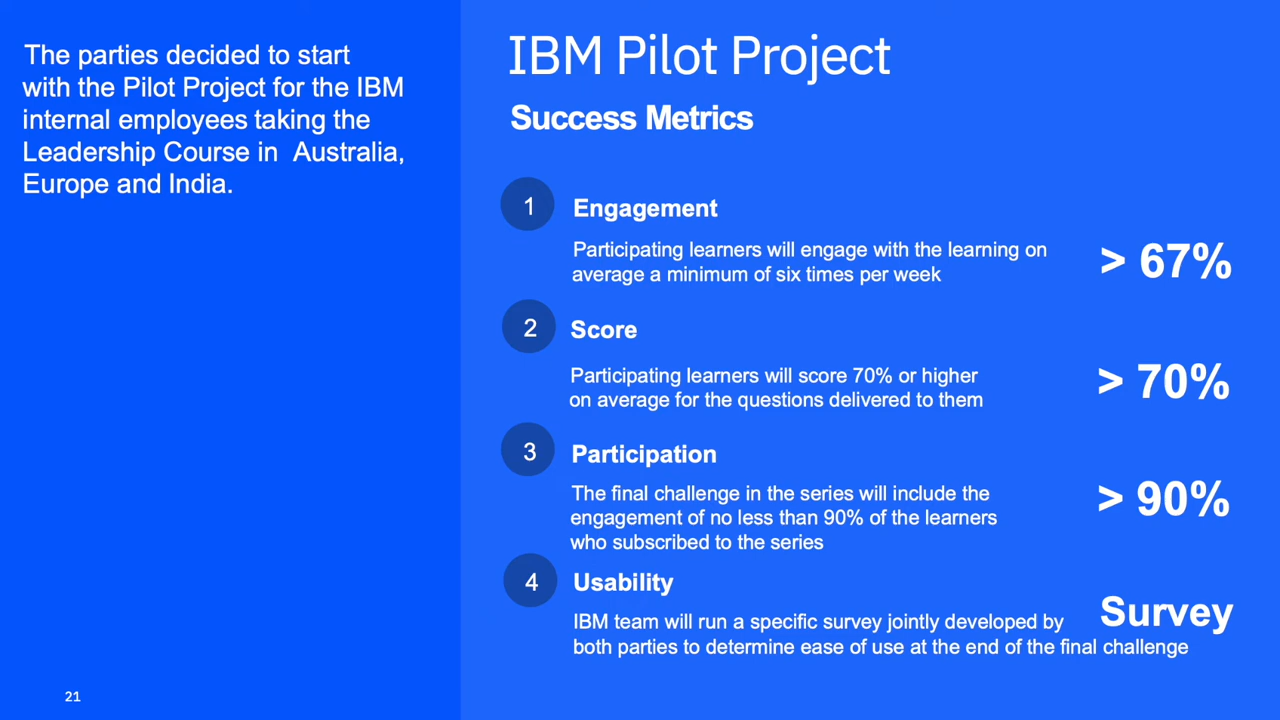 The parties decided to start
with the Pilot Project for the IBM
internal employees taking the
Leadership Course in  Australia,
Europe and India.
IBM Pilot Project
Success Metrics
1
Engagement
Participating learners will engage with the learning on
average a minimum of six times per week
> 67%
2
Score
Participating learners will score 70% or higher
on average for the questions delivered to them
> 70%
3
Participation
The final challenge in the series will include the
engagement of no less than 90% of the learners
who subscribed to the series
> 90%
4
Usability
IBM team will run a specific survey jointly developed by
both parties to determine ease of use at the end of the final challenge
Survey
21